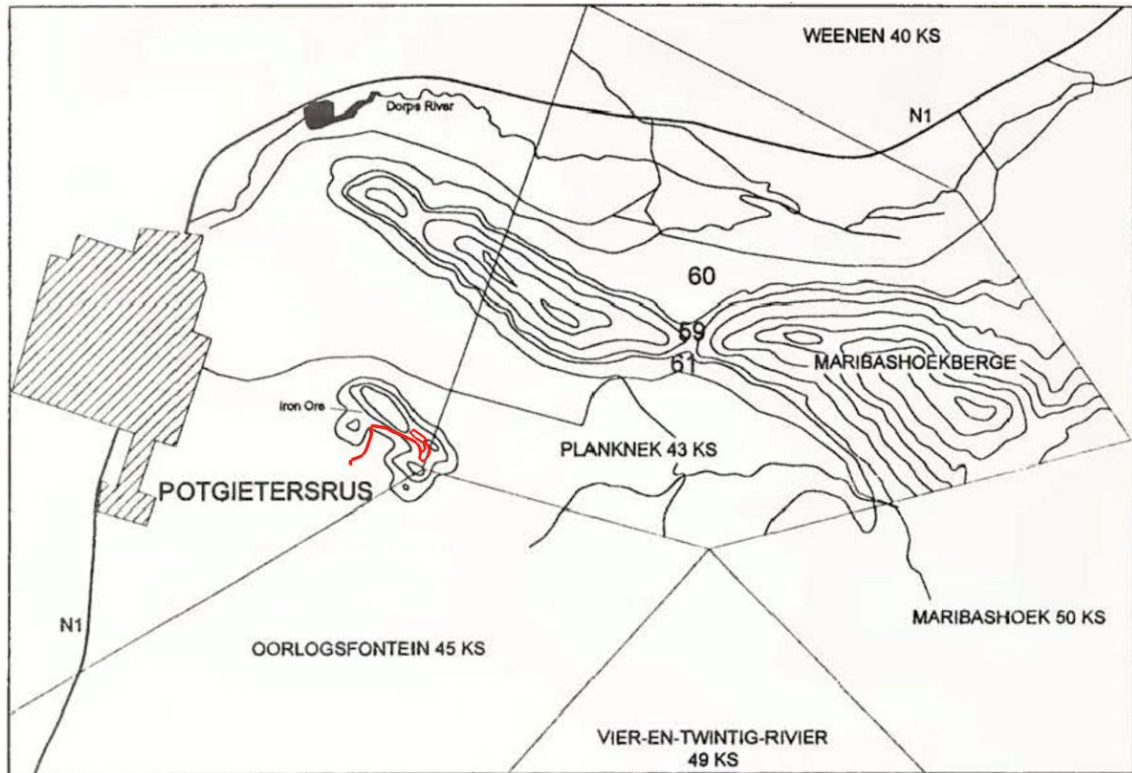 WEENEN 40 KS
N1
Dorps River
60
59
61
MARIBASHOEKBERGE
Iron Ore
PLANKNEK 43 KS
POTGIETERSRUS
MARIBASHOEK 50 KS
N1
OORLOGSFONTEIN 45 KS
VIER-EN-TWINTIG-RIVIER
49 KS